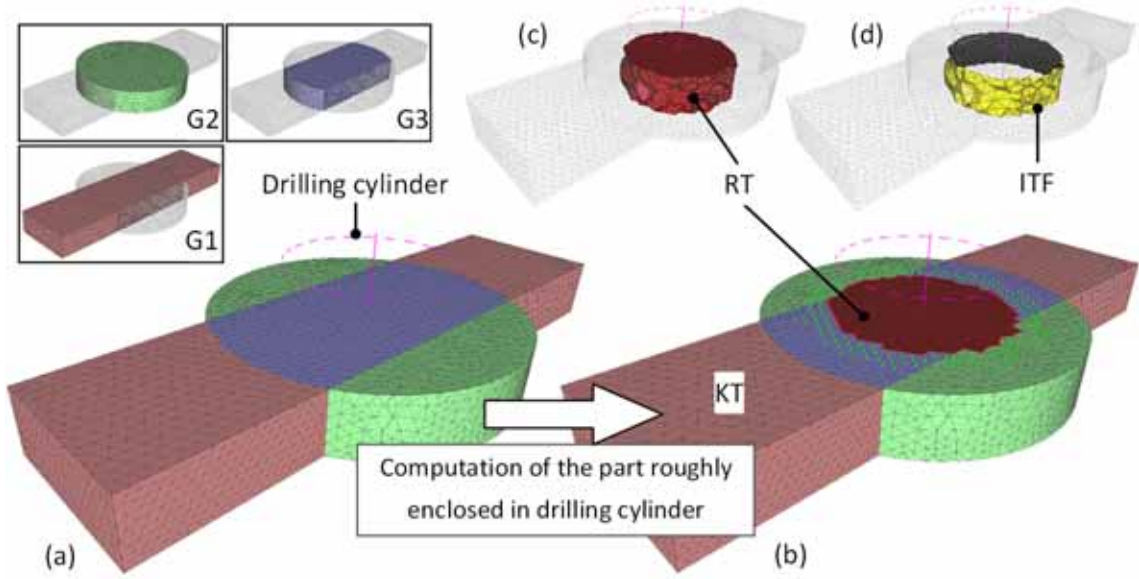 G2
G3
G1
Drilling cylinder
(c)
(d)
RT
ITF
KT
Computation of the part roughly
enclosed in drilling cylinder
(a)
(b)